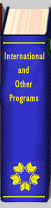 International
and
Other
Programs